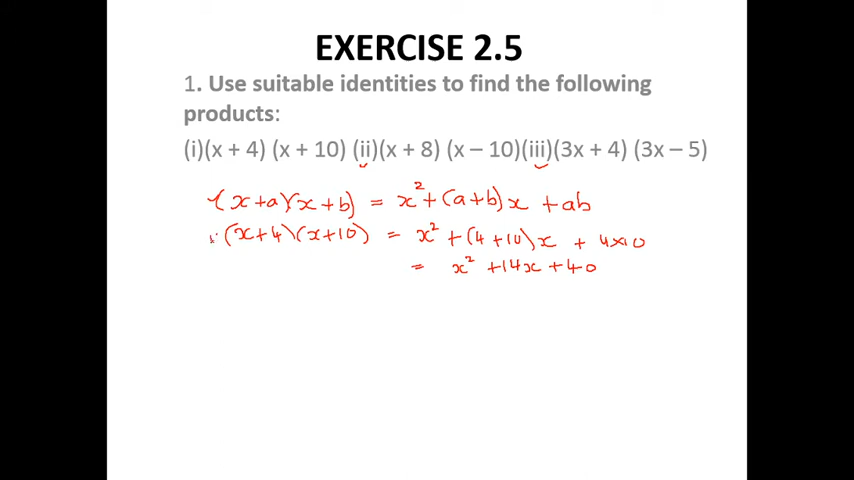 EXERCISE 2.5
1. Use suitable identities to find the following
products:
(i)(x + 4) (x + 10) (ii)(x + 8) (x – 10)(iii)(3x + 4) (3x – 5)
(x+a)(x+b) = x² + (a+b)x + ab
(x+4)(x+10) = x² + (4+10)x + 4×10
= x² +14x +40